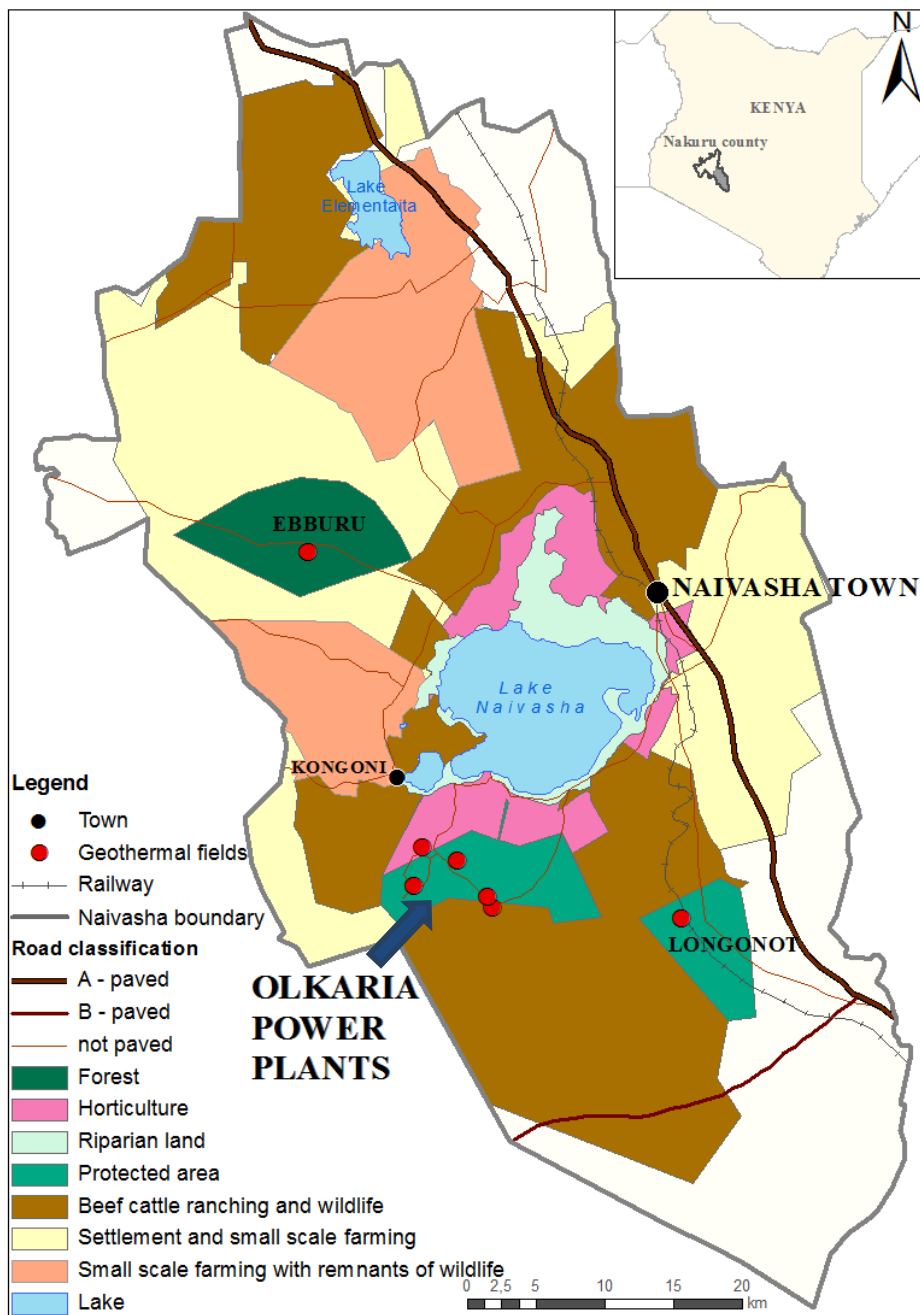 N
KENYA
Nakuru county
Lake
Elementaita
EBBURU
NAIVASHA TOWN
Lake
Naivasha
KONGONI
LONGONOT
OLKARIA
POWER
PLANTS
Legend
Town
Geothermal fields
Railway
Naivasha boundary
Road classification
A - paved
B - paved
not paved
Forest
Horticulture
Riparian land
Protected area
Beef cattle ranching and wildlife
Settlement and small scale farming
Small scale farming with remnants of wildlife
Lake
0 2,5 5 10 15 20
km